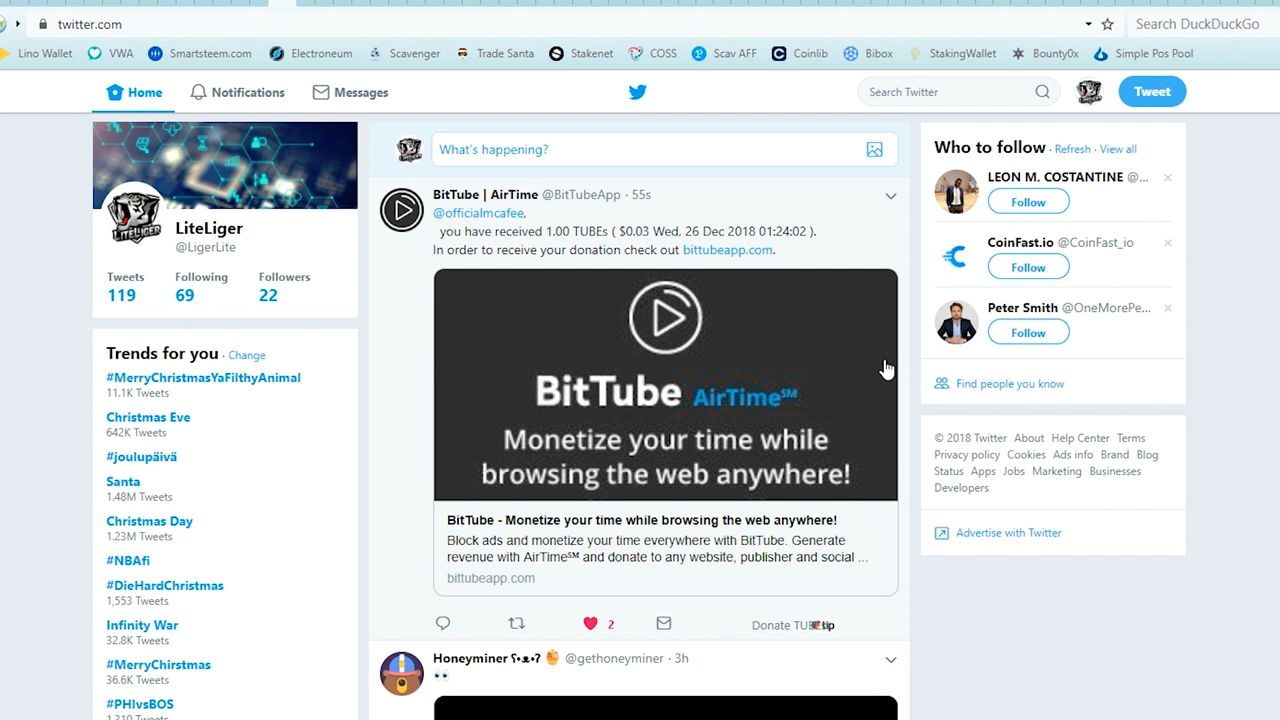 twitter.com
Search DuckDuckGo
Lino Wallet VWA Smartsteem.com Electroneum Scavenger Trade Santa Stakenet COSS Scav AFF Coinlib Bibox StakingWallet Bounty0x Simple Pos Pool
Home Notifications Messages
Search Twitter
Tweet
LITELIGER
LiteLiger
@LigerLite
Tweets Following Followers
119 69 22
Trends for you · Change
#MerryChristmasYaFilthyAnimal
11.1K Tweets
Christmas Eve
642K Tweets
#joulupäivä
Santa
1.48M Tweets
Christmas Day
1.23M Tweets
#NBAfi
#DieHardChristmas
1,553 Tweets
Infinity War
32.8K Tweets
#MerryChirstmas
36.6K Tweets
#PHIvsBOS
1,310 Tweets
What's happening?
BitTube | AirTime @BitTubeApp · 55s
@officialmcafee,
you have received 1.00 TUBEs ( $0.03 Wed, 26 Dec 2018 01:24:02 ).
In order to receive your donation check out bittubeapp.com.
BitTube AirTime℠
Monetize your time while
browsing the web anywhere!
BitTube - Monetize your time while browsing the web anywhere!
Block ads and monetize your time everywhere with BitTube. Generate
revenue with AirTime℠ and donate to any website, publisher and social ...
bittubeapp.com
2
Donate tip
Honeyminer ʕ•ᴥ•ʔ @gethoneyminer · 3h
Who to follow · Refresh · View all
LEON M. COSTANTINE @...
Follow
CoinFast.io @CoinFast_io
Follow
Peter Smith @OneMorePe...
Follow
Find people you know
© 2018 Twitter About Help Center Terms
Privacy policy Cookies Ads info Brand Blog
Status Apps Jobs Marketing Businesses
Developers
Advertise with Twitter